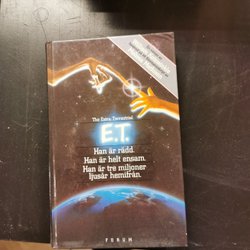 The Extra-Terrestrial
E.T.
Han är rädd.
Han är helt ensam.
Han är tre miljoner
ljusår hemifrån.
FORUM